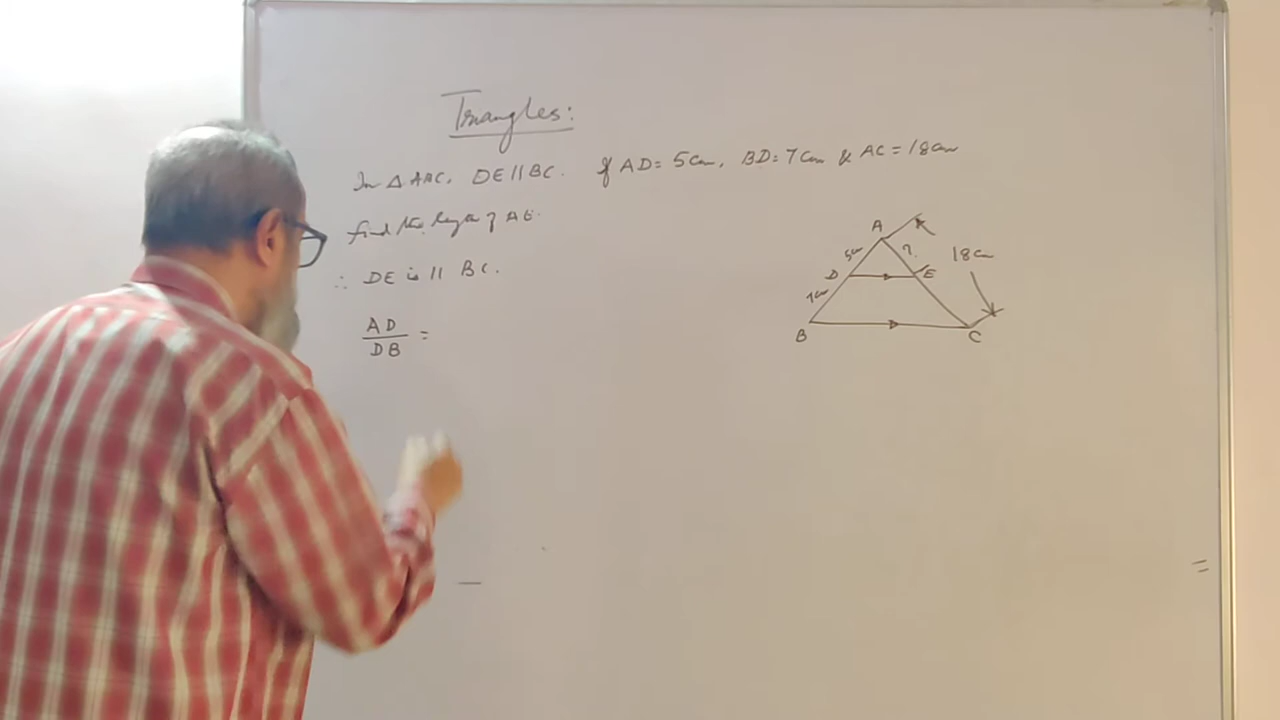 Triangles:
In △ ABC, DE || BC. If AD = 5cm, BD = 7cm & AC = 18cm
find the length of AE.
∴ DE is || BC.
AD
DB =
A
5cm ?
18cm
D E
7cm
B C
=